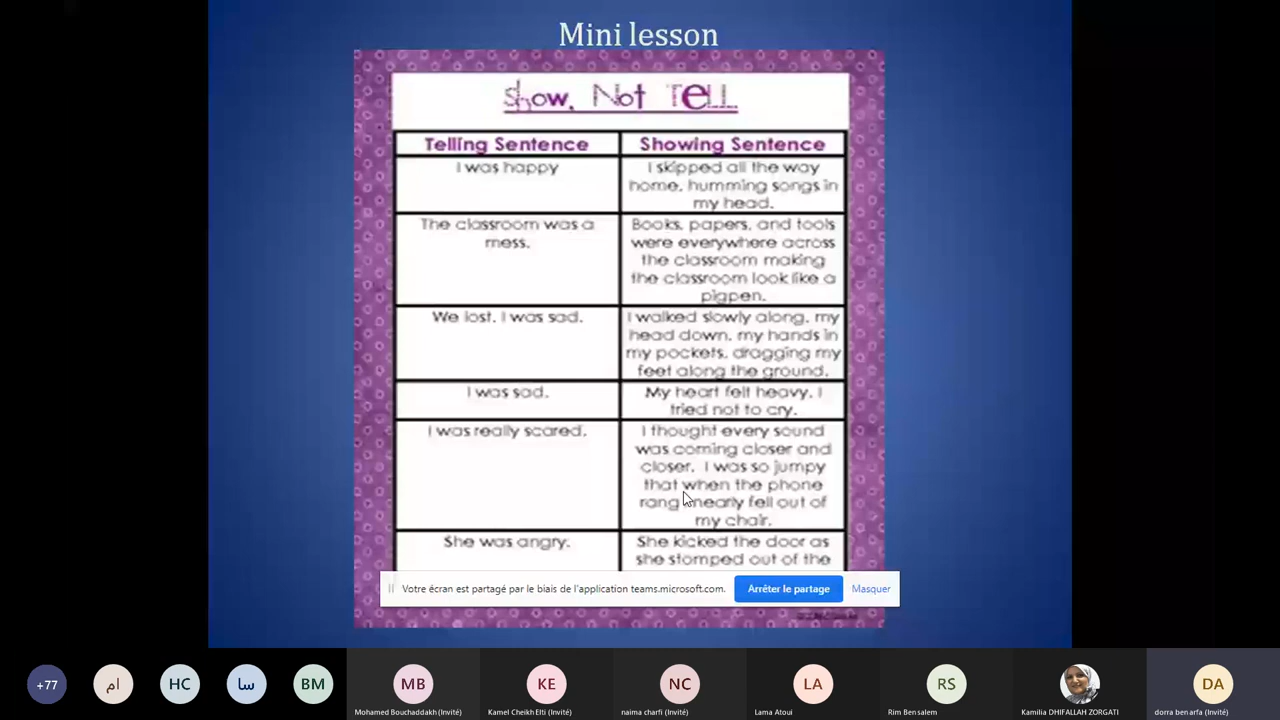 Mini lesson
Show, Not Tell
Telling Sentence
Showing Sentence
I was happy
I skipped all the way
home, humming songs in
my head.
The classroom was a
mess.
Books, papers, and tools
were everywhere across
the classroom making
the classroom look like a
pigpen.
We lost. I was sad.
I walked slowly along, my
head down, my hands in
my pockets, dragging my
feet along the ground.
I was sad.
My heart felt heavy. I
tried not to cry.
I was really scared.
I thought every sound
was coming closer and
closer. I was so jumpy
that when the phone
rang I nearly fell out of
my chair.
She was angry.
She kicked the door as
she stomped out of the
Votre écran est partagé par le biais de l'application teams.microsoft.com.
Arrêter le partage
Masquer
+77
ام
HC
سا
BM
MB
KE
NC
LA
RS
DA
Mohamed Bouchaddakh (Invité)
Kamel Cheikh Elti (Invité)
naima charfi (Invité)
Lama Atoui
Rim Ben salem
Kamilia DHIFALLAH ZORGATI
dorra ben arfa (Invité)